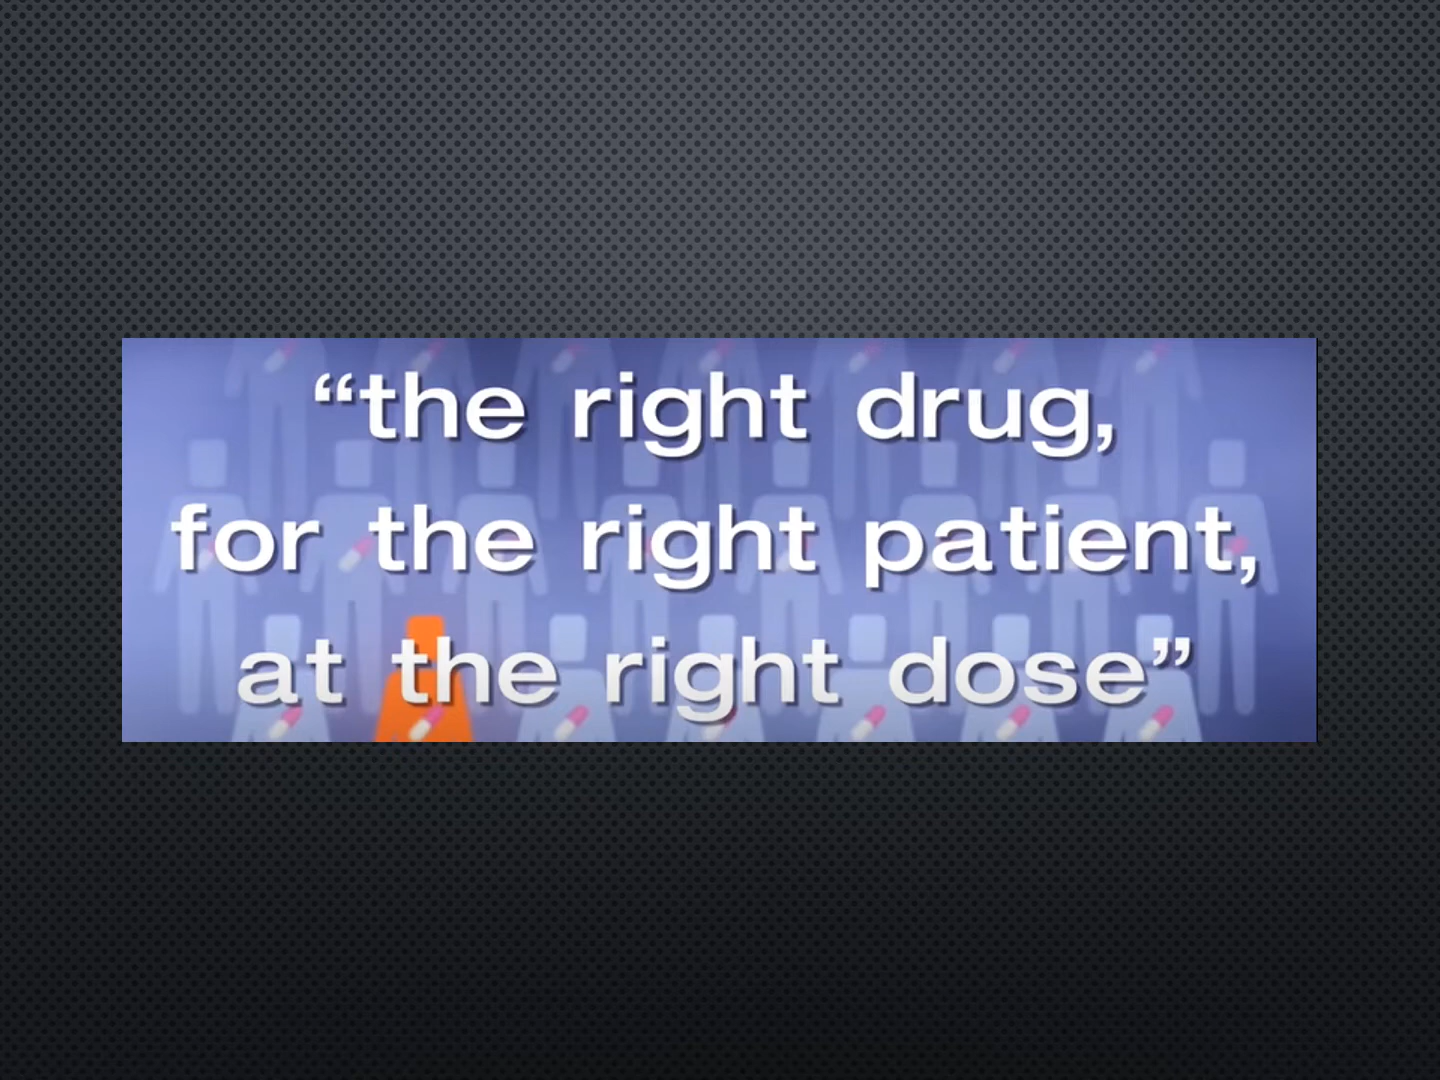 “the right drug,
for the right patient,
at the right dose”